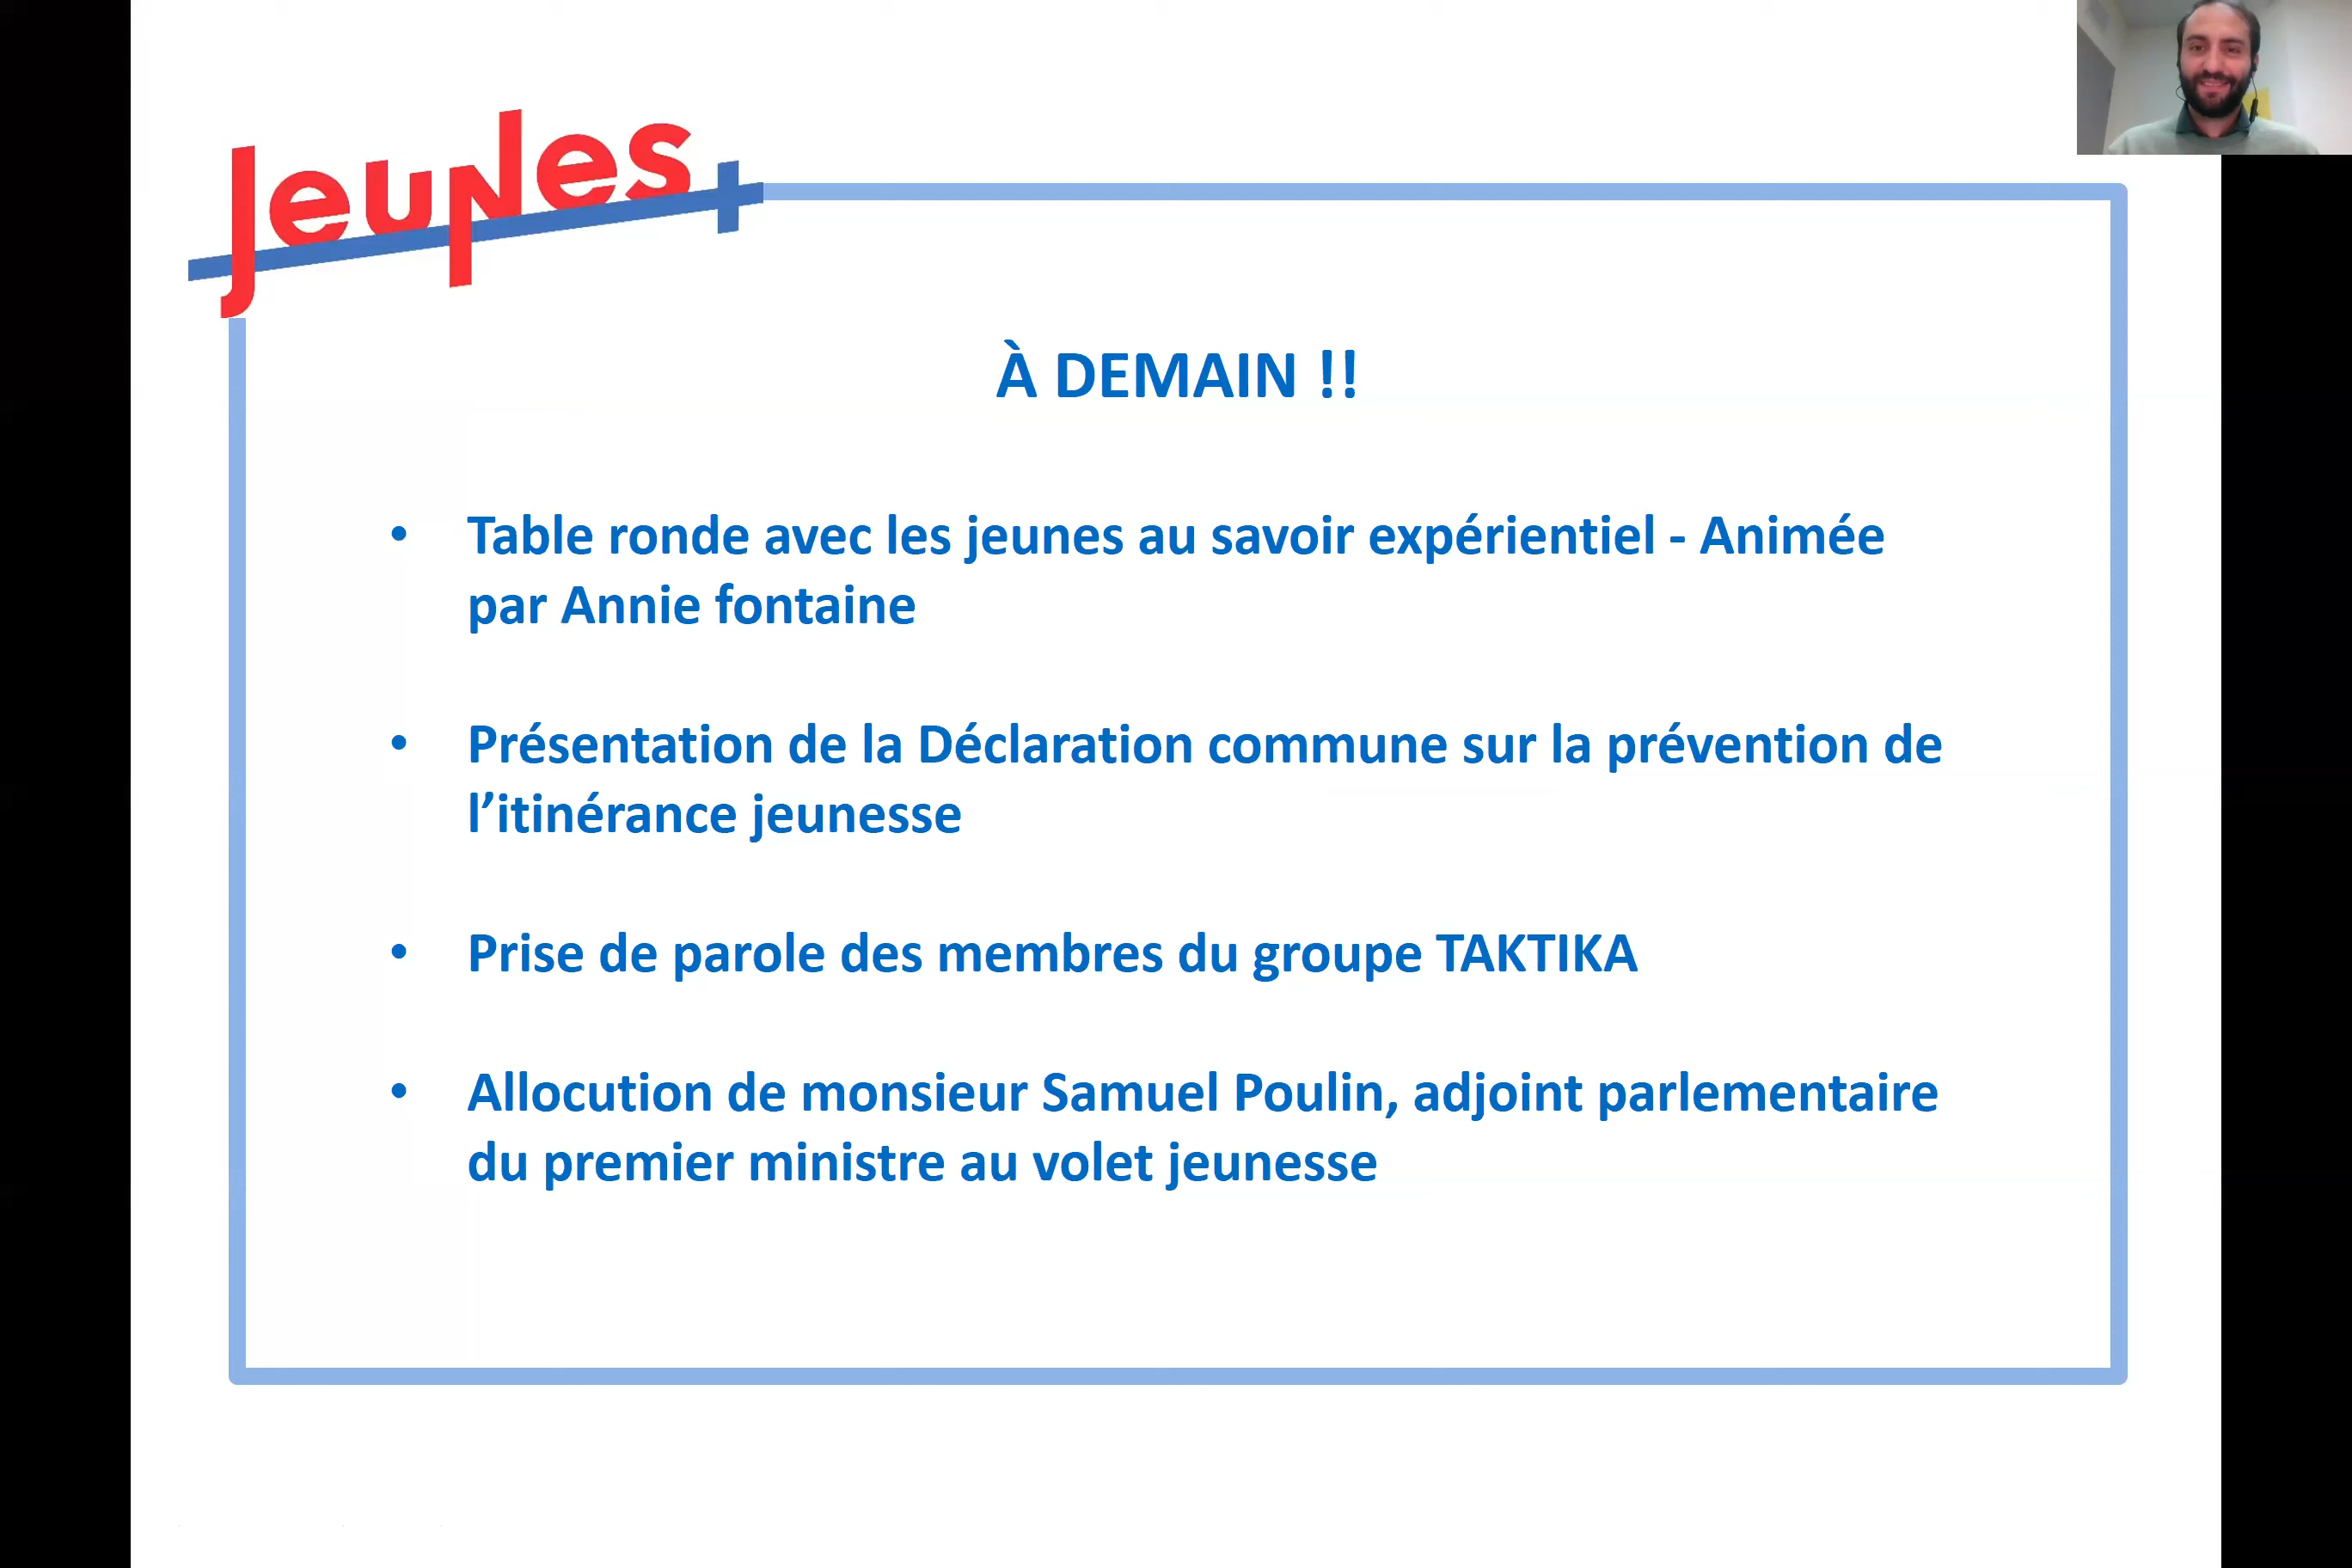 Jeunes+
À DEMAIN !!
• Table ronde avec les jeunes au savoir expérientiel - Animée
par Annie fontaine
• Présentation de la Déclaration commune sur la prévention de
l’itinérance jeunesse
• Prise de parole des membres du groupe TAKTIKA
• Allocution de monsieur Samuel Poulin, adjoint parlementaire
du premier ministre au volet jeunesse